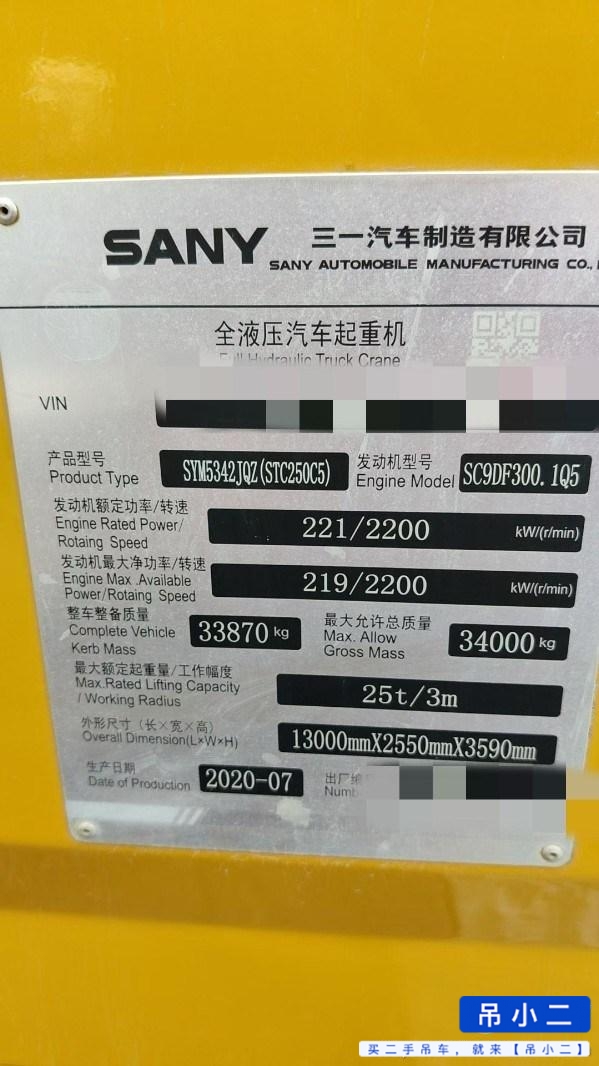 SANY 三一汽车制造有限公司
SANY AUTOMOBILE MANUFACTURING CO.,
全液压汽车起重机
Full Hydraulic Truck Crane
VIN
产品型号 发动机型号
Product Type SYM5342JQZ(STC250C5) Engine Model SC9DF300.1Q5
发动机额定功率/转速
Engine Rated Power/
Rotaing Speed 221/2200 kW/(r/min)
发动机最大净功率/转速
Engine Max .Available
Power/Rotaing Speed 219/2200 kW/(r/min)
整车整备质量 最大允许总质量
Complete Vehicle 33870 kg Max. Allow 34000 kg
Kerb Mass Gross Mass
最大额定起重量/工作幅度
Max.Rated Lifting Capacity
/ Working Radius 25t/3m
外形尺寸（长×宽×高）
Overall Dimension(L×W×H) 13000mmX2550mmX3590mm
生产日期 出厂编
Date of Production 2020-07 Numb
吊小二
买二手吊车，就来【吊小二】